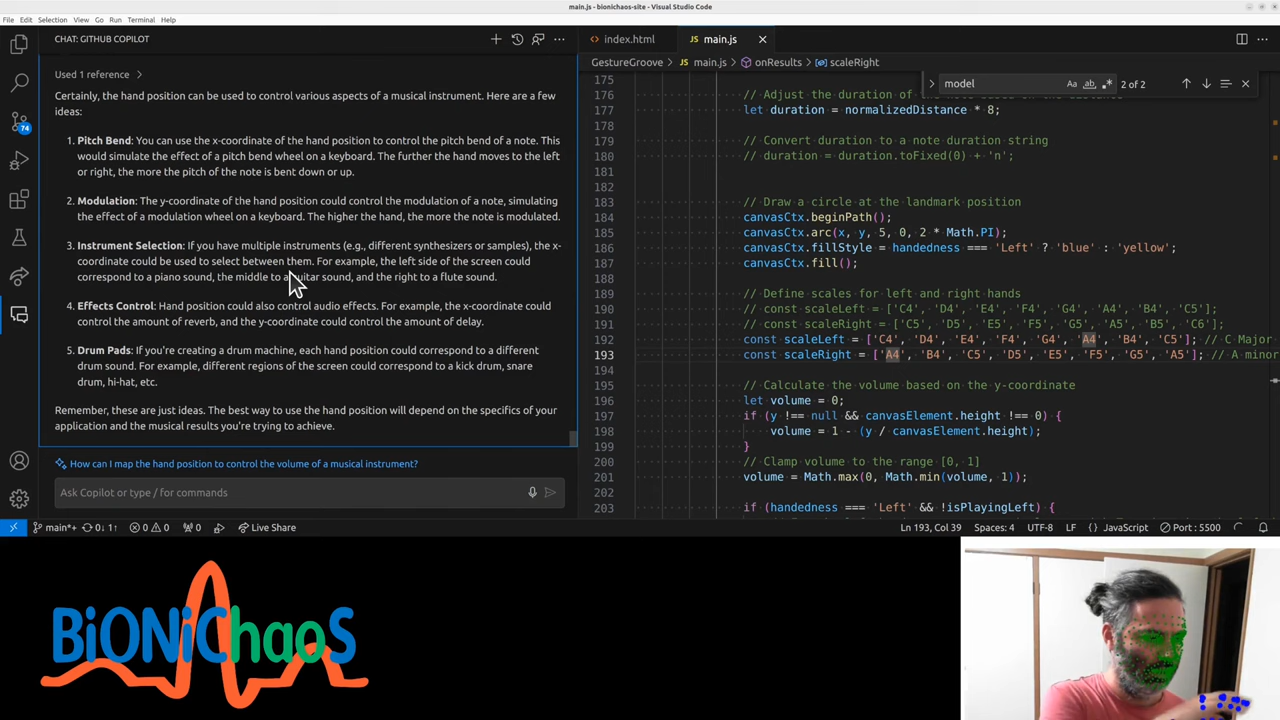 main.js - bionichaos-site - Visual Studio Code
File Edit Selection View Go Run Terminal Help
CHAT: GITHUB COPILOT
index.html
JS main.js
GestureGroove > JS main.js > onResults > scaleRight
model
Aa ab .* 2 of 2
74
Used 1 reference
Certainly, the hand position can be used to control various aspects of a musical instrument. Here are a few
ideas:
1. Pitch Bend: You can use the x-coordinate of the hand position to control the pitch bend of a note. This
would simulate the effect of a pitch bend wheel on a keyboard. The further the hand moves to the left
or right, the more the pitch of the note is bent down or up.
2. Modulation: The y-coordinate of the hand position could control the modulation of a note, simulating
the effect of a modulation wheel on a keyboard. The higher the hand, the more the note is modulated.
3. Instrument Selection: If you have multiple instruments (e.g., different synthesizers or samples), the x-
coordinate could be used to select between them. For example, the left side of the screen could
correspond to a piano sound, the middle to a guitar sound, and the right to a flute sound.
4. Effects Control: Hand position could also control audio effects. For example, the x-coordinate could
control the amount of reverb, and the y-coordinate could control the amount of delay.
5. Drum Pads: If you're creating a drum machine, each hand position could correspond to a different
drum sound. For example, different regions of the screen could correspond to a kick drum, snare
drum, hi-hat, etc.
Remember, these are just ideas. The best way to use the hand position will depend on the specifics of your
application and the musical results you're trying to achieve.
How can I map the hand position to control the volume of a musical instrument?
Ask Copilot or type / for commands
175
176 // Adjust the duration of
177 let duration = normalizedDistance * 8;
178
179 // Convert duration to a note duration string
180 // duration = duration.toFixed(0) + 'n';
181
182
183 // Draw a circle at the landmark position
184 canvasCtx.beginPath();
185 canvasCtx.arc(x, y, 5, 0, 2 * Math.PI);
186 canvasCtx.fillStyle = handedness === 'Left' ? 'blue' : 'yellow';
187 canvasCtx.fill();
188
189 // Define scales for left and right hands
190 // const scaleLeft = ['C4', 'D4', 'E4', 'F4', 'G4', 'A4', 'B4', 'C5'];
191 // const scaleRight = ['C5', 'D5', 'E5', 'F5', 'G5', 'A5', 'B5', 'C6'];
192 const scaleLeft = ['C4', 'D4', 'E4', 'F4', 'G4', 'A4', 'B4', 'C5']; // C Major
193 const scaleRight = ['A4', 'B4', 'C5', 'D5', 'E5', 'F5', 'G5', 'A5']; // A minor
194
195 // Calculate the volume based on the y-coordinate
196 let volume = 0;
197 if (y !== null && canvasElement.height !== 0) {
198 volume = 1 - (y / canvasElement.height);
199 }
200 // Clamp volume to the range [0, 1]
201 volume = Math.max(0, Math.min(volume, 1));
202
203 if (handedness === 'Left' && !isPlayingLeft) {
main*+ 0↓ 1↑ 0 0 0 Live Share Ln 193, Col 39 Spaces: 4 UTF-8 LF {} JavaScript Port : 5500
BiONiChaoS